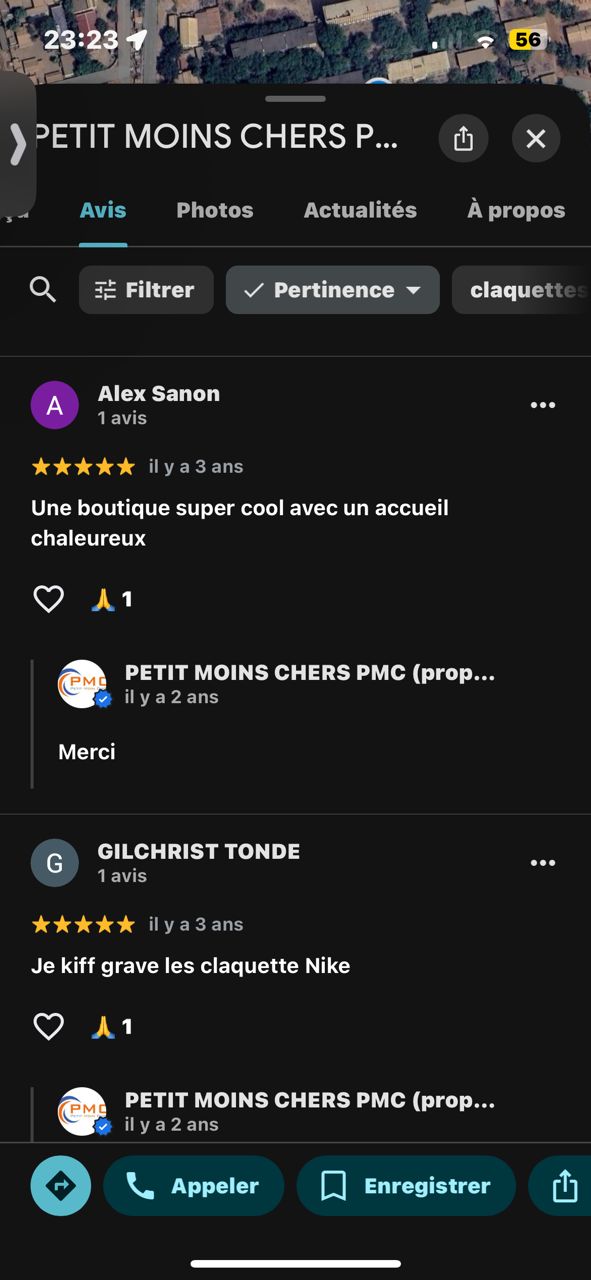 23:23
56
PETIT MOINS CHERS P...
Avis
Photos
Actualités
À propos
Filtrer
Pertinence
claquettes
A
Alex Sanon
1 avis
il y a 3 ans
Une boutique super cool avec un accueil
chaleureux
🙏 1
PMC
PETIT MOINS CHERS PMC (prop...
il y a 2 ans
Merci
G
GILCHRIST TONDE
1 avis
il y a 3 ans
Je kiff grave les claquette Nike
🙏 1
PMC
PETIT MOINS CHERS PMC (prop...
il y a 2 ans
Appeler
Enregistrer